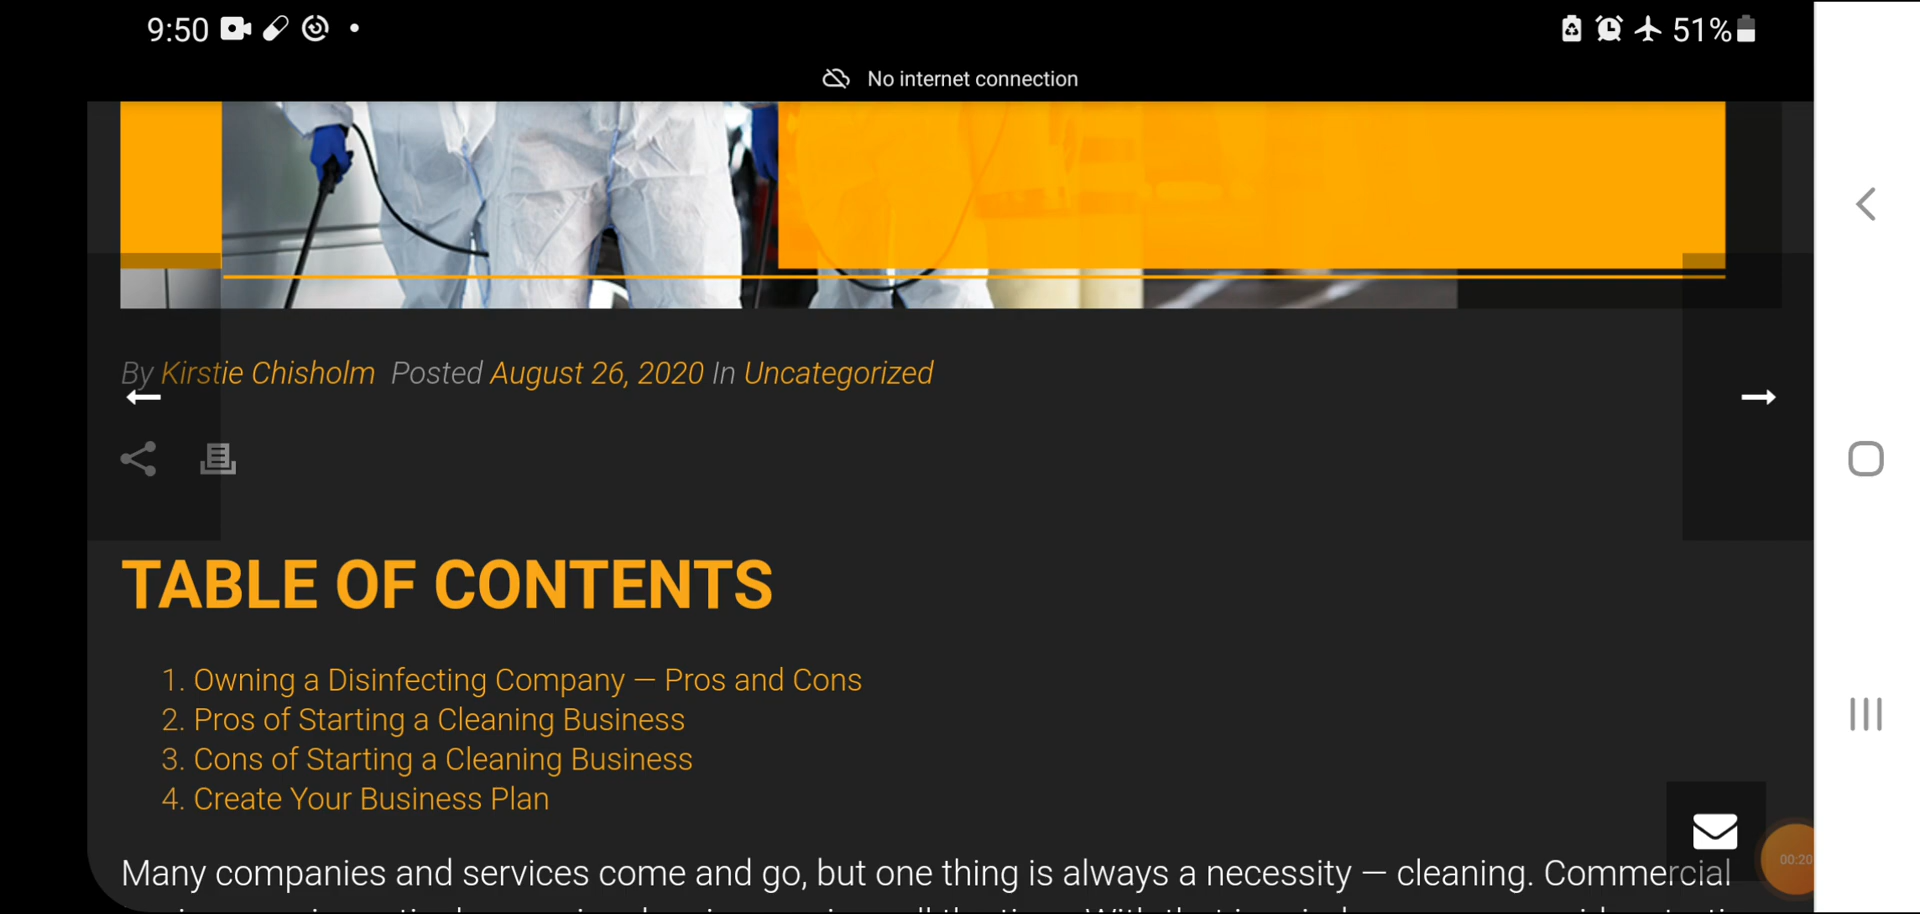 9:50
51%
No internet connection
By Kirstie Chisholm Posted August 26, 2020 In Uncategorized
TABLE OF CONTENTS
1. Owning a Disinfecting Company — Pros and Cons
2. Pros of Starting a Cleaning Business
3. Cons of Starting a Cleaning Business
4. Create Your Business Plan
Many companies and services come and go, but one thing is always a necessity — cleaning. Commercial
00:20